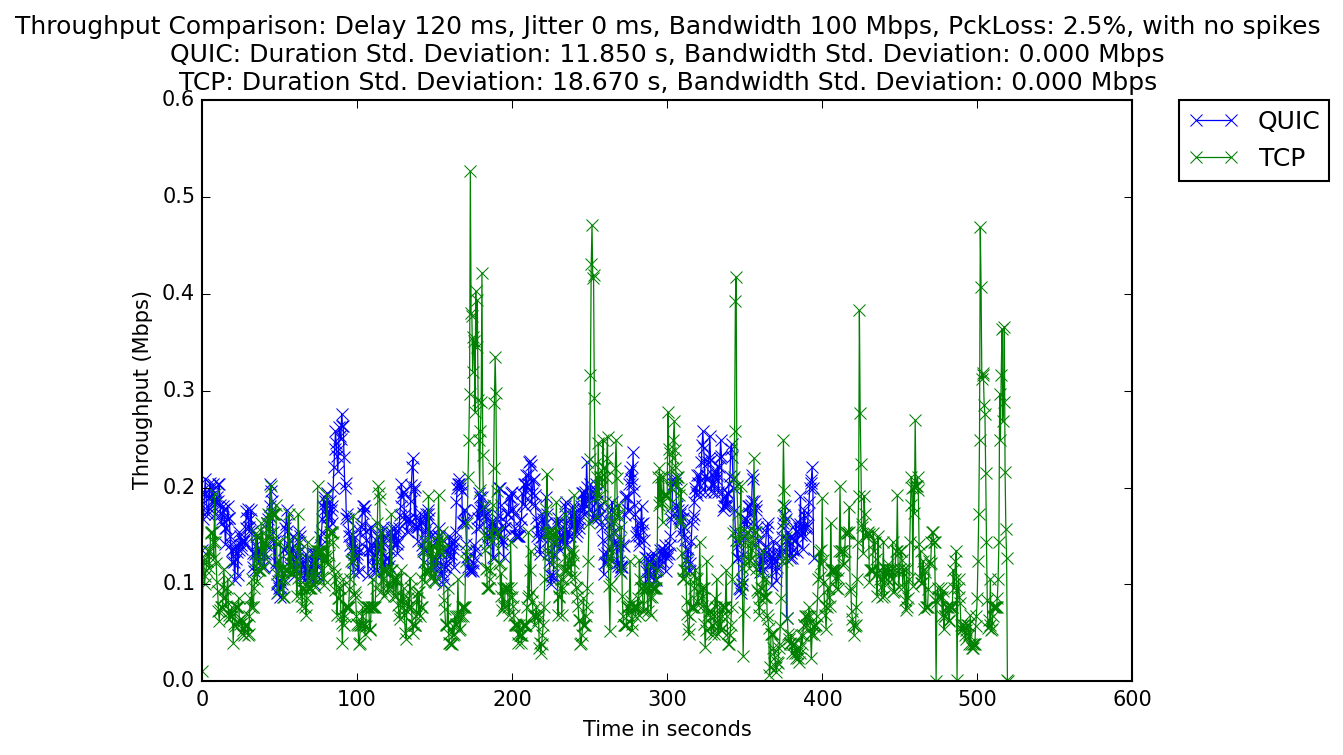 Throughput Comparison: Delay 120 ms, Jitter 0 ms, Bandwidth 100 Mbps, PckLoss: 2.5%, with no spikes
QUIC: Duration Std. Deviation: 11.850 s, Bandwidth Std. Deviation: 0.000 Mbps
TCP: Duration Std. Deviation: 18.670 s, Bandwidth Std. Deviation: 0.000 Mbps
QUIC
TCP
Throughput (Mbps)
0.6
0.5
0.4
0.3
0.2
0.1
0.0
0 100 200 300 400 500 600
Time in seconds